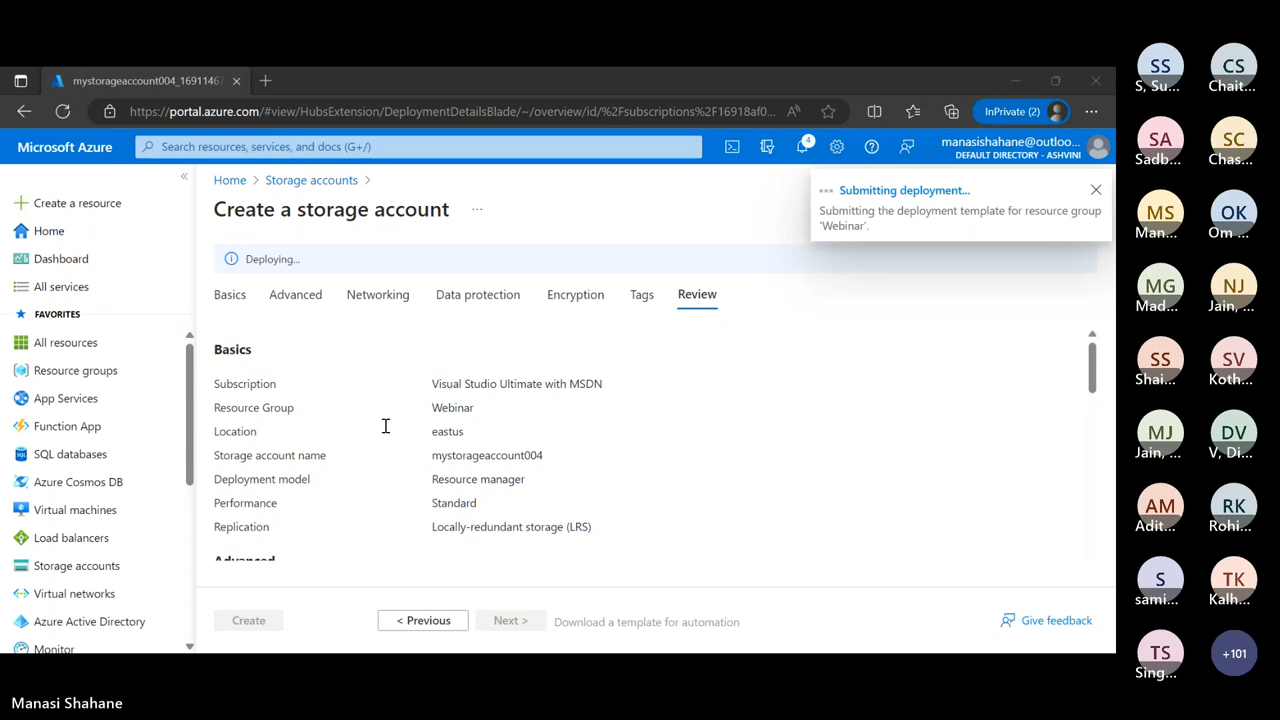 mystorageaccount004_16911467
https://portal.azure.com/#view/HubsExtension/DeploymentDetailsBlade/~/overview/id/%2Fsubscriptions%2F16918af0...
InPrivate (2)
Microsoft Azure
Search resources, services, and docs (G+/)
4
manasishahane@outloo...
DEFAULT DIRECTORY - ASHVINI
Create a resource
Home
Dashboard
All services
FAVORITES
All resources
Resource groups
App Services
Function App
SQL databases
Azure Cosmos DB
Virtual machines
Load balancers
Storage accounts
Virtual networks
Azure Active Directory
Monitor
Home > Storage accounts >
Create a storage account ...
Submitting deployment...
Submitting the deployment template for resource group
'Webinar'.
Deploying...
Basics Advanced Networking Data protection Encryption Tags Review
Basics
Subscription Visual Studio Ultimate with MSDN
Resource Group Webinar
Location eastus
Storage account name mystorageaccount004
Deployment model Resource manager
Performance Standard
Replication Locally-redundant storage (LRS)
Advanced
Create < Previous Next > Download a template for automation Give feedback
SS CS
S, Su... Chait...
SA SC
Sadb... Chas...
MS OK
Man... Om ...
MG NJ
Mad... Jain, ...
SS SV
Shai... Koth...
MJ DV
Jain, ... V, Di...
AM RK
Adit... Rohi...
S TK
sami... Kalh...
TS +101
Sing...
Manasi Shahane